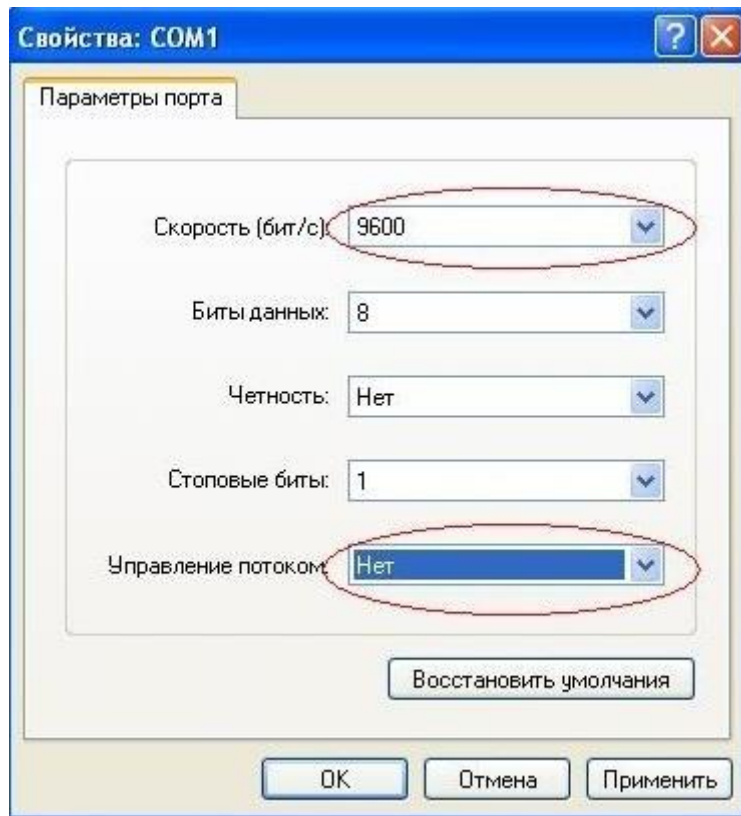 Свойства: COM1
Параметры порта
Скорость (бит/с): 9600
Биты данных: 8
Четность: Нет
Стоповые биты: 1
Управление потоком: Нет
Восстановить умолчания
OK Отмена Применить